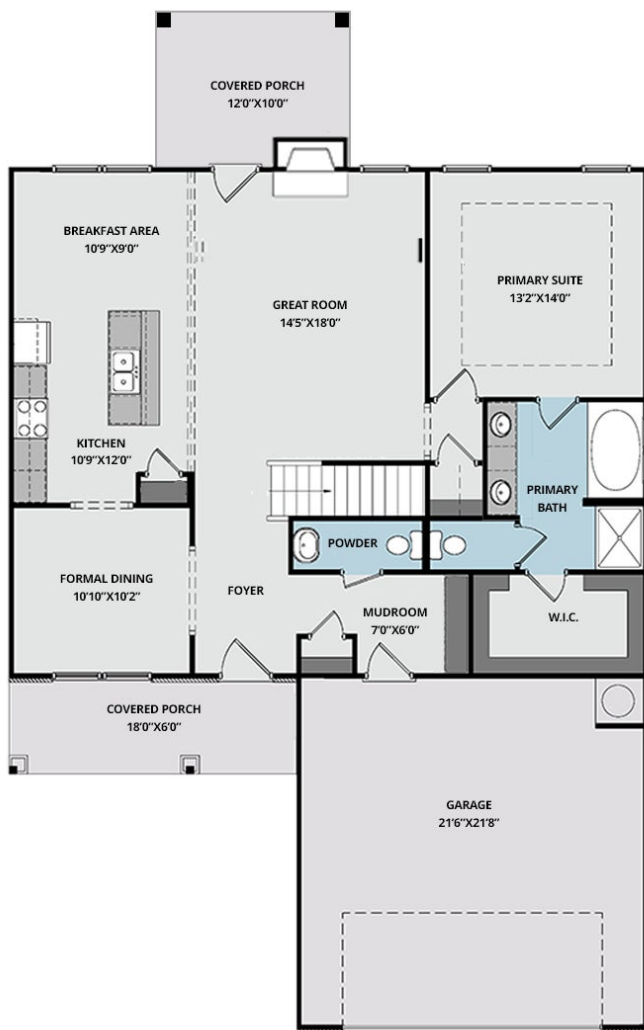 COVERED PORCH
12'0"X10'0"
BREAKFAST AREA
10'9"X9'0"
GREAT ROOM
14'5"X18'0"
PRIMARY SUITE
13'2"X14'0"
KITCHEN
10'9"X12'0"
PRIMARY
BATH
POWDER
FORMAL DINING
10'10"X10'2"
FOYER
MUDROOM
7'0"X6'0"
W.I.C.
COVERED PORCH
18'0"X6'0"
GARAGE
21'6"X21'8"